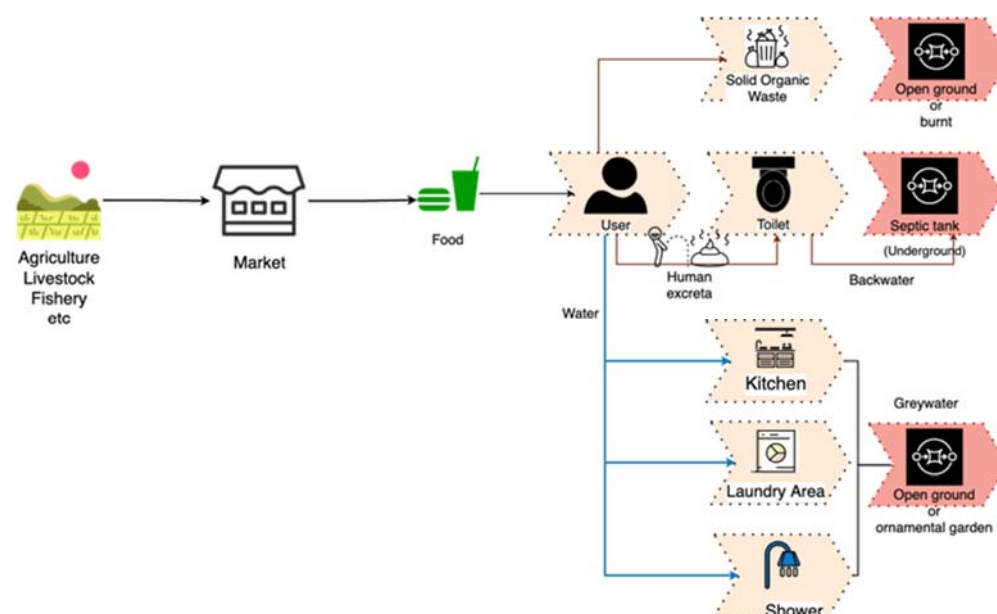 Agriculture
Livestock
Fishery
etc
Market
Food
Solid Organic
Waste
Open ground
or
burnt
User
Toilet
Septic tank
(Underground)
Human
excreta
Backwater
Water
Kitchen
Laundry Area
Shower
Greywater
Open ground
or
ornamental garden